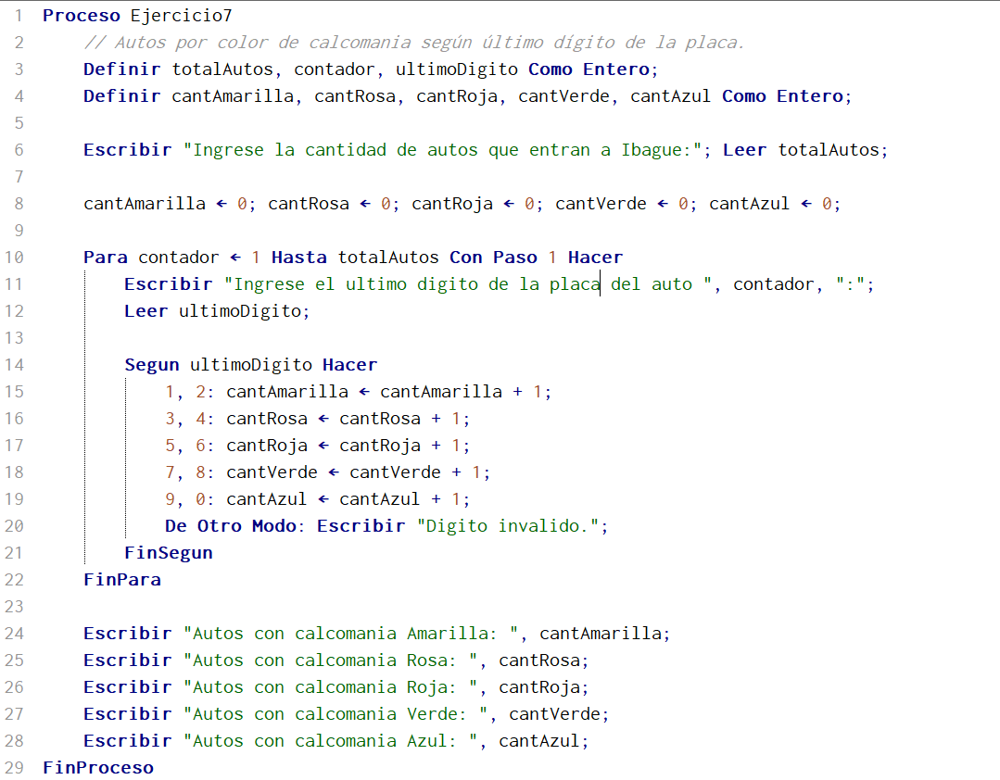 1 Proceso Ejercicio7
2 // Autos por color de calcomania según último dígito de la placa.
3 Definir totalAutos, contador, ultimoDigito Como Entero;
4 Definir cantAmarilla, cantRosa, cantRoja, cantVerde, cantAzul Como Entero;
5
6 Escribir "Ingrese la cantidad de autos que entran a Ibague:"; Leer totalAutos;
7
8 cantAmarilla ← 0; cantRosa ← 0; cantRoja ← 0; cantVerde ← 0; cantAzul ← 0;
9
10 Para contador ← 1 Hasta totalAutos Con Paso 1 Hacer
11 Escribir "Ingrese el ultimo digito de la placa del auto ", contador, ":";
12 Leer ultimoDigito;
13
14 Segun ultimoDigito Hacer
15 1, 2: cantAmarilla ← cantAmarilla + 1;
16 3, 4: cantRosa ← cantRosa + 1;
17 5, 6: cantRoja ← cantRoja + 1;
18 7, 8: cantVerde ← cantVerde + 1;
19 9, 0: cantAzul ← cantAzul + 1;
20 De Otro Modo: Escribir "Digito invalido.";
21 FinSegun
22 FinPara
23
24 Escribir "Autos con calcomania Amarilla: ", cantAmarilla;
25 Escribir "Autos con calcomania Rosa: ", cantRosa;
26 Escribir "Autos con calcomania Roja: ", cantRoja;
27 Escribir "Autos con calcomania Verde: ", cantVerde;
28 Escribir "Autos con calcomania Azul: ", cantAzul;
29 FinProceso